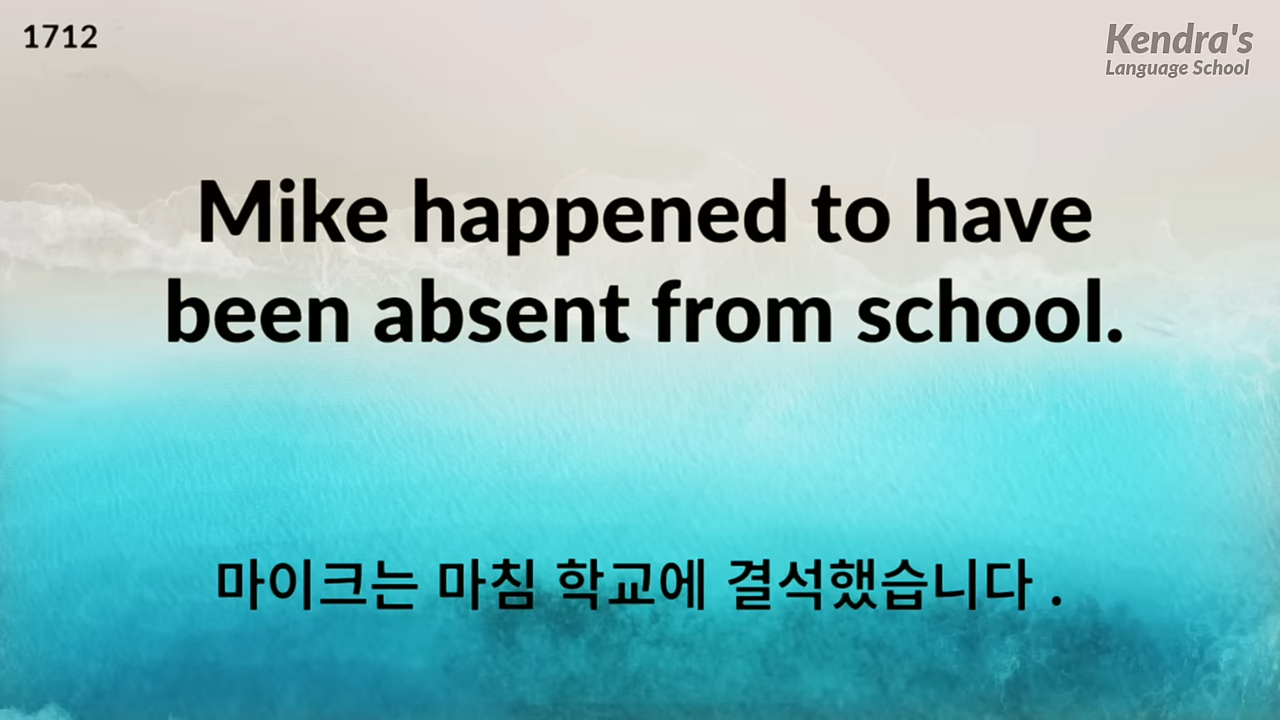 1712
Kendra's
Language School
Mike happened to have
been absent from school.
마이크는 마침 학교에 결석했습니다 .